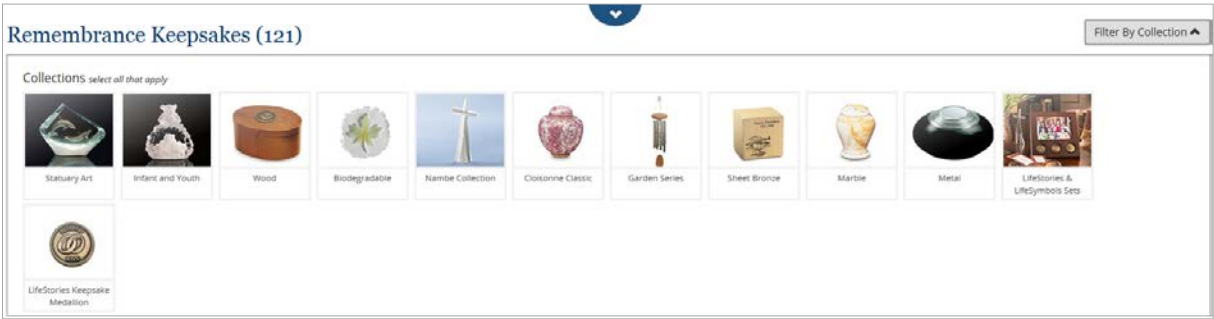 Remembrance Keepsakes (121)
Filter By Collection
Collections select all that apply
Statuary Art
Infant and Youth
Wood
Biodegradable
Nambe Collection
Cloisonne Classic
Garden Series
Sheet Bronze
Marble
Metal
LifeStories &
LifeSymbols Sets
LifeStories Keepsake
Medallion